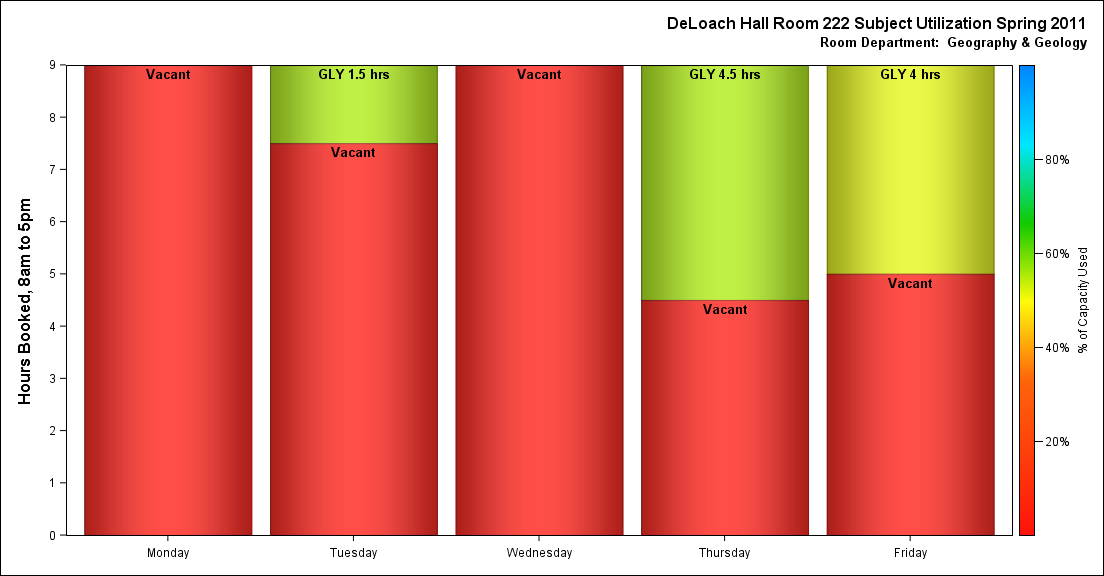 DeLoach Hall Room 222 Subject Utilization Spring 2011
Room Department:  Geography & Geology
Hours Booked, 8am to 5pm
9
8
7
6
5
4
3
2
1
0
Vacant
GLY 1.5 hrs
Vacant
Vacant
GLY 4.5 hrs
Vacant
GLY 4 hrs
Vacant
Monday
Tuesday
Wednesday
Thursday
Friday
80%
60%
40%
20%
% of Capacity Used